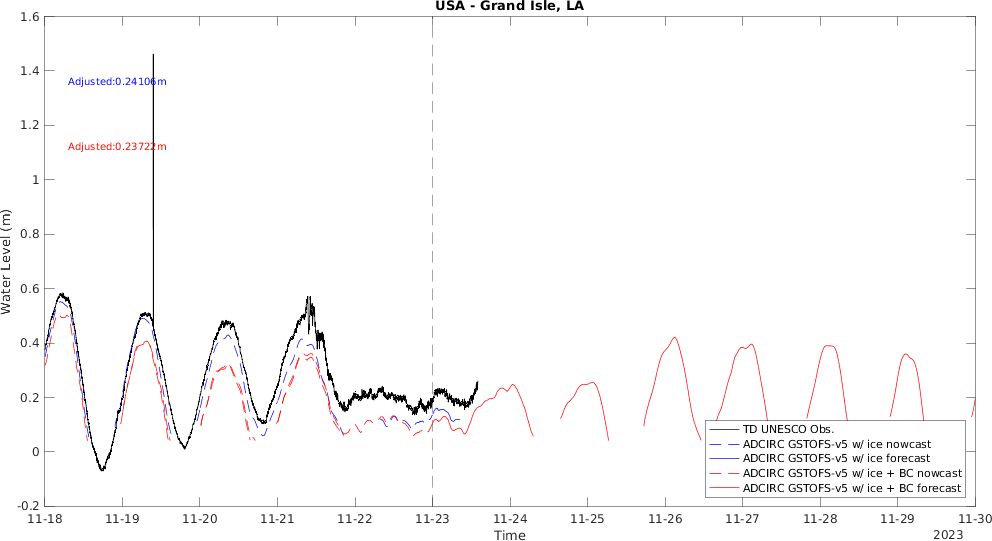 USA - Grand Isle, LA
1.6
1.4
1.2
1
0.8
0.6
0.4
0.2
0
-0.2
Water Level (m)
Adjusted:0.24106m
Adjusted:0.23722m
TD UNESCO Obs.
ADCIRC GSTOFS-v5 w/ ice nowcast
ADCIRC GSTOFS-v5 w/ ice forecast
ADCIRC GSTOFS-v5 w/ ice + BC nowcast
ADCIRC GSTOFS-v5 w/ ice + BC forecast
11-18 11-19 11-20 11-21 11-22 11-23 11-24 11-25 11-26 11-27 11-28 11-29 11-30
Time
2023